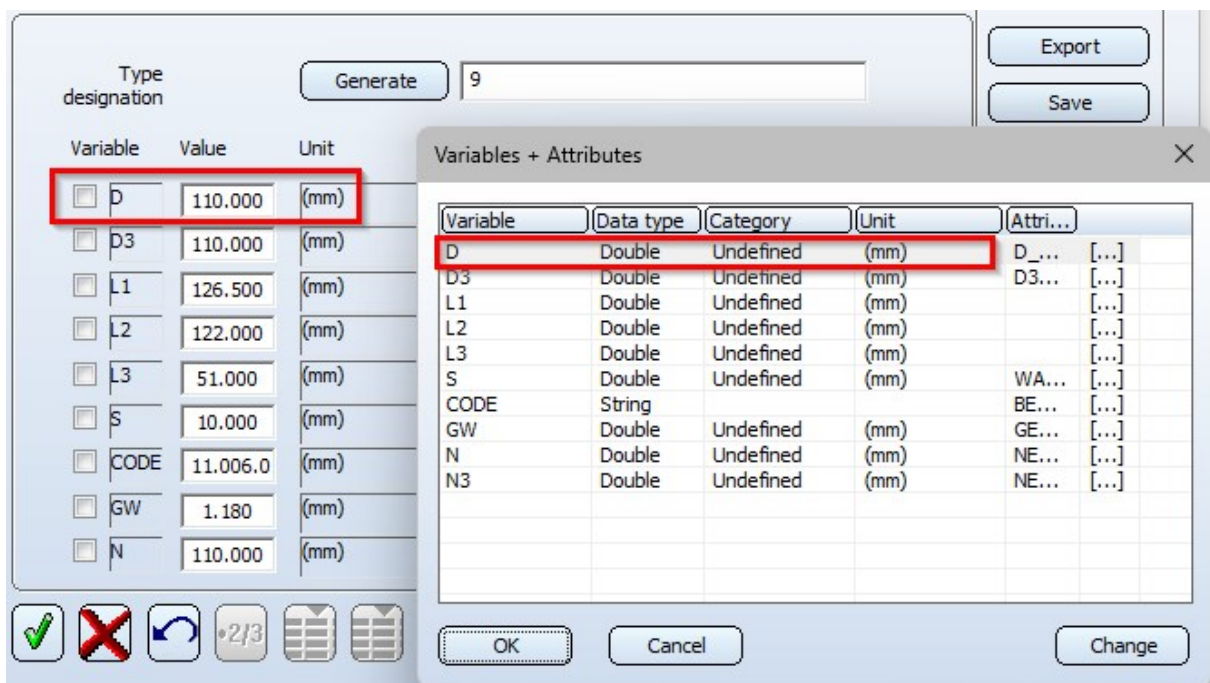 Export
Type designation Generate 9
Save
Variable Value Unit
D 110.000 (mm)
D3 110.000 (mm)
L1 126.500 (mm)
L2 122.000 (mm)
L3 51.000 (mm)
S 10.000 (mm)
CODE 11.006.0 (mm)
GW 1.180 (mm)
N 110.000 (mm)
•2/3
Variables + Attributes
Variable Data type Category Unit Attri...
D Double Undefined (mm) D_... [...]
D3 Double Undefined (mm) D3... [...]
L1 Double Undefined (mm) [...]
L2 Double Undefined (mm) [...]
L3 Double Undefined (mm) [...]
S Double Undefined (mm) WA... [...]
CODE String BE... [...]
GW Double Undefined (mm) GE... [...]
N Double Undefined (mm) NE... [...]
N3 Double Undefined (mm) NE... [...]
OK Cancel Change